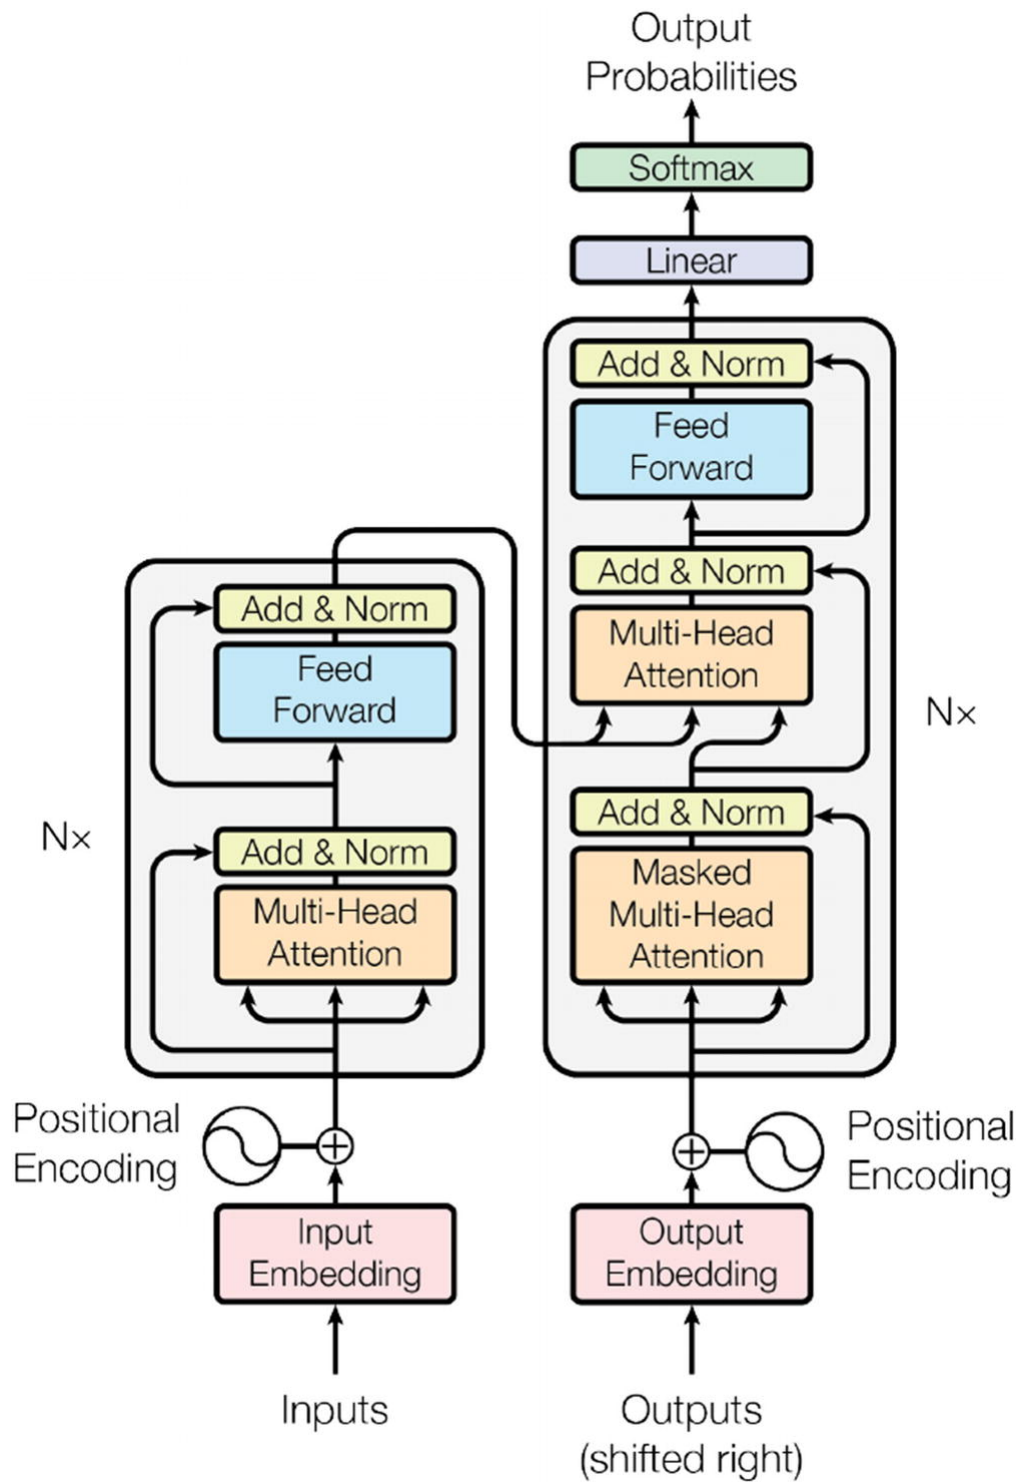 Output
Probabilities
Softmax
Linear
Add & Norm
Feed
Forward
Add & Norm
Multi-Head
Attention
Nx
Add & Norm
Masked
Multi-Head
Attention
Add & Norm
Feed
Forward
Nx
Add & Norm
Multi-Head
Attention
Positional
Encoding
Positional
Encoding
Input
Embedding
Output
Embedding
Inputs
Outputs
(shifted right)